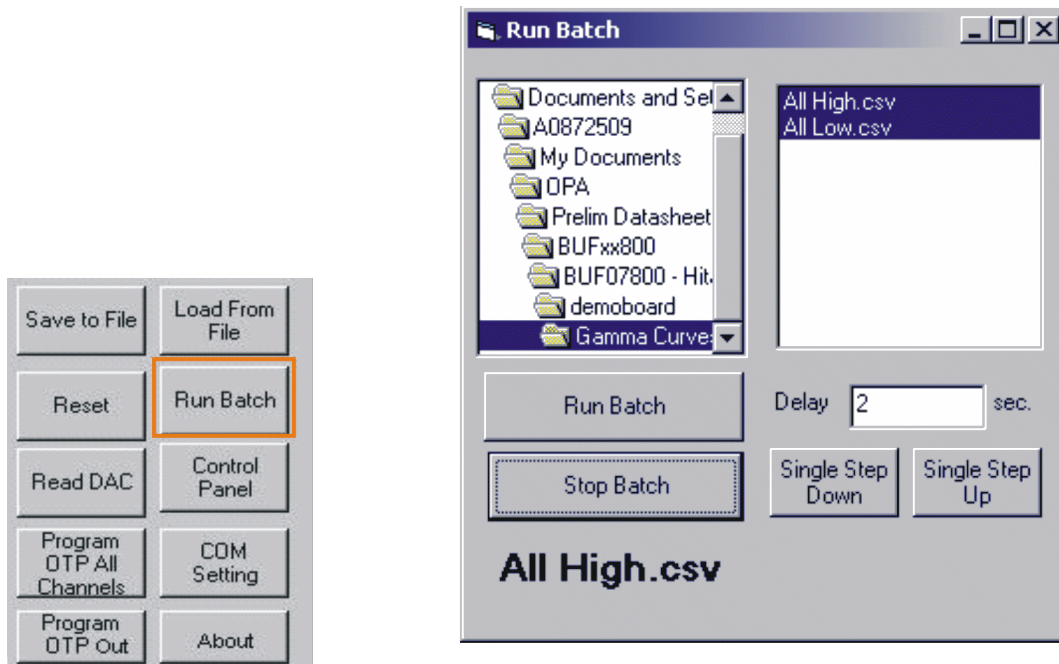 Save to File
Load From
File
Reset
Run Batch
Read DAC
Control
Panel
Program
OTP All
Channels
COM
Setting
Program
OTP Out
About
Run Batch
Documents and Set
A0872509
My Documents
OPA
Prelim Datasheet
BUFxx800
BUF07800 - Hit
demoboard
Gamma Curve
All High.csv
All Low.csv
Run Batch
Delay 2 sec.
Stop Batch
Single Step
Down
Single Step
Up
All High.csv